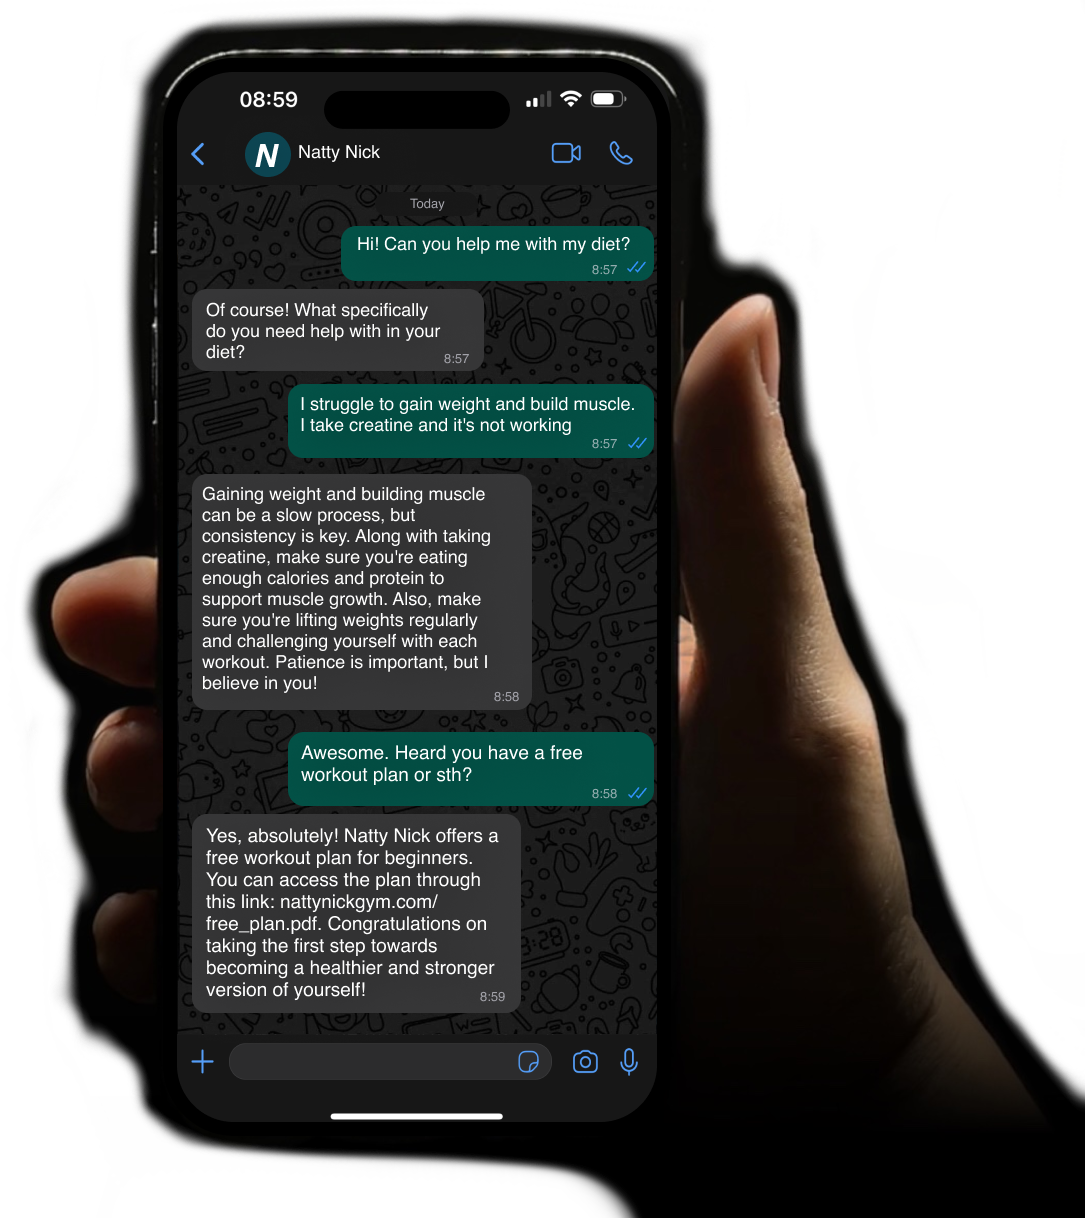 08:59
N
Natty Nick
Today
Hi! Can you help me with my diet?
8:57
Of course! What specifically
do you need help with in your
diet?
8:57
I struggle to gain weight and build muscle.
I take creatine and it's not working
8:57
Gaining weight and building muscle
can be a slow process, but
consistency is key. Along with taking
creatine, make sure you're eating
enough calories and protein to
support muscle growth. Also, make
sure you're lifting weights regularly
and challenging yourself with each
workout. Patience is important, but I
believe in you!
8:58
Awesome. Heard you have a free
workout plan or sth?
8:58
Yes, absolutely! Natty Nick offers a
free workout plan for beginners.
You can access the plan through
this link: nattynickgym.com/
free_plan.pdf. Congratulations on
taking the first step towards
becoming a healthier and stronger
version of yourself!
8:59